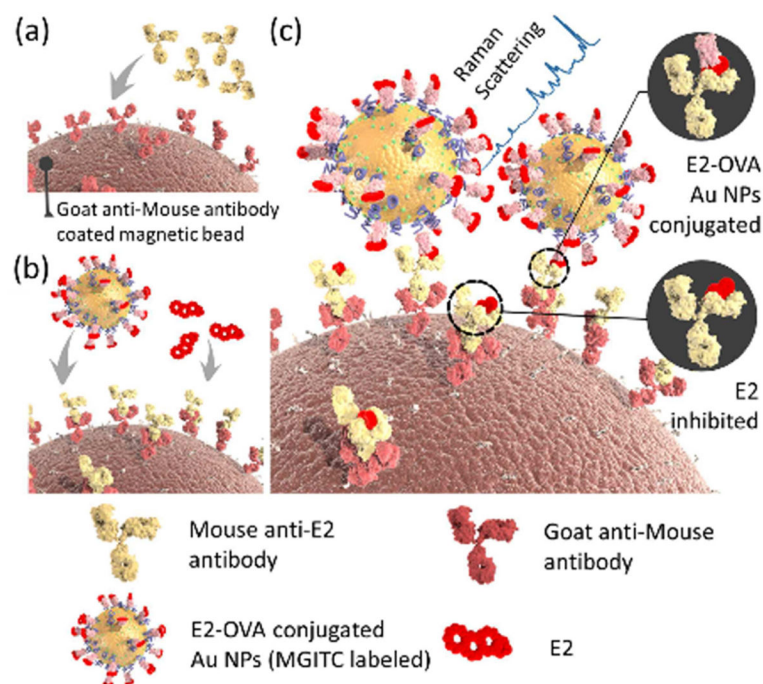 (a)
Goat anti-Mouse antibody
coated magnetic bead
(b)
(c)
Raman
Scattering
E2-OVA
Au NPs
conjugated
E2
inhibited
Mouse anti-E2
antibody
Goat anti-Mouse
antibody
E2-OVA conjugated
Au NPs (MGITC labeled)
E2